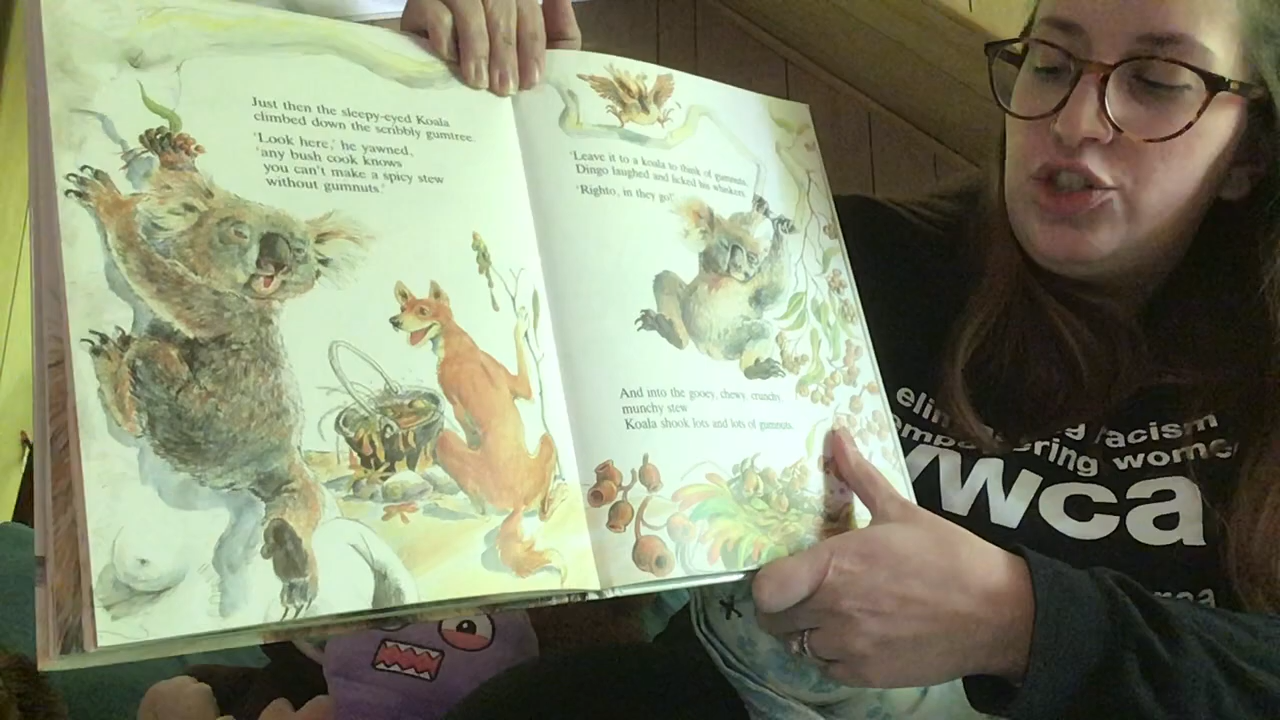 Just then the sleepy-eyed Koala
climbed down the scribbly gumtree.
'Look here,' he yawned,
'any bush cook knows
you can't make a spicy stew
without gumnuts.'
'Leave it to a koala to think of gumnuts,'
Dingo laughed and licked his whiskers.
'Righto, in they go!'
And into the gooey, chewy, crunchy,
munchy stew
Koala shook lots and lots of gumnuts.
racism
women
ywca